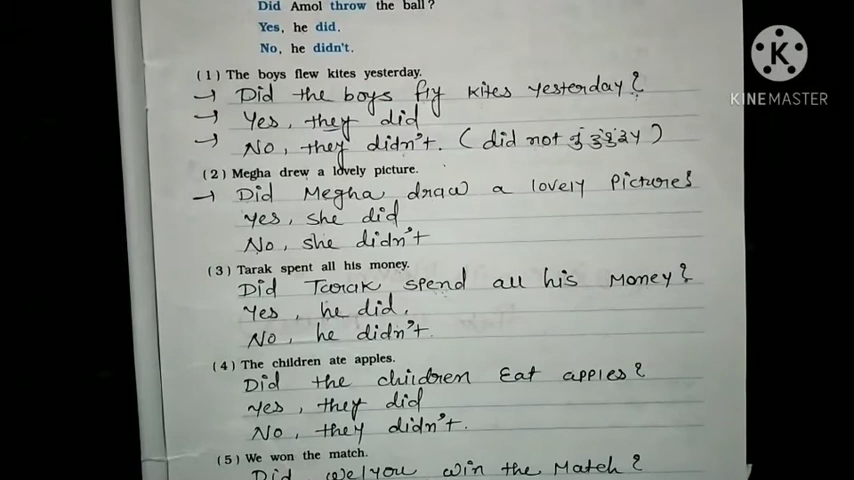 Did Amol throw the ball?
Yes, he did.
No, he didn't.
(1) The boys flew kites yesterday.
→ Did the boys fly kites yesterday?
→ Yes, they did
→ No, they didn't. (did not નું ટૂંકું રૂપ)
(2) Megha drew a lovely picture.
→ Did Megha draw a lovely Pictures
Yes, she did
No, she didn't
(3) Tarak spent all his money.
Did Tarak spend all his Money?
Yes, he did.
No, he didn't.
(4) The children ate apples.
Did the children Eat apples?
Yes, they did
No, they didn't.
(5) We won the match.
Did we/you win the Match?
K
KINEMASTER